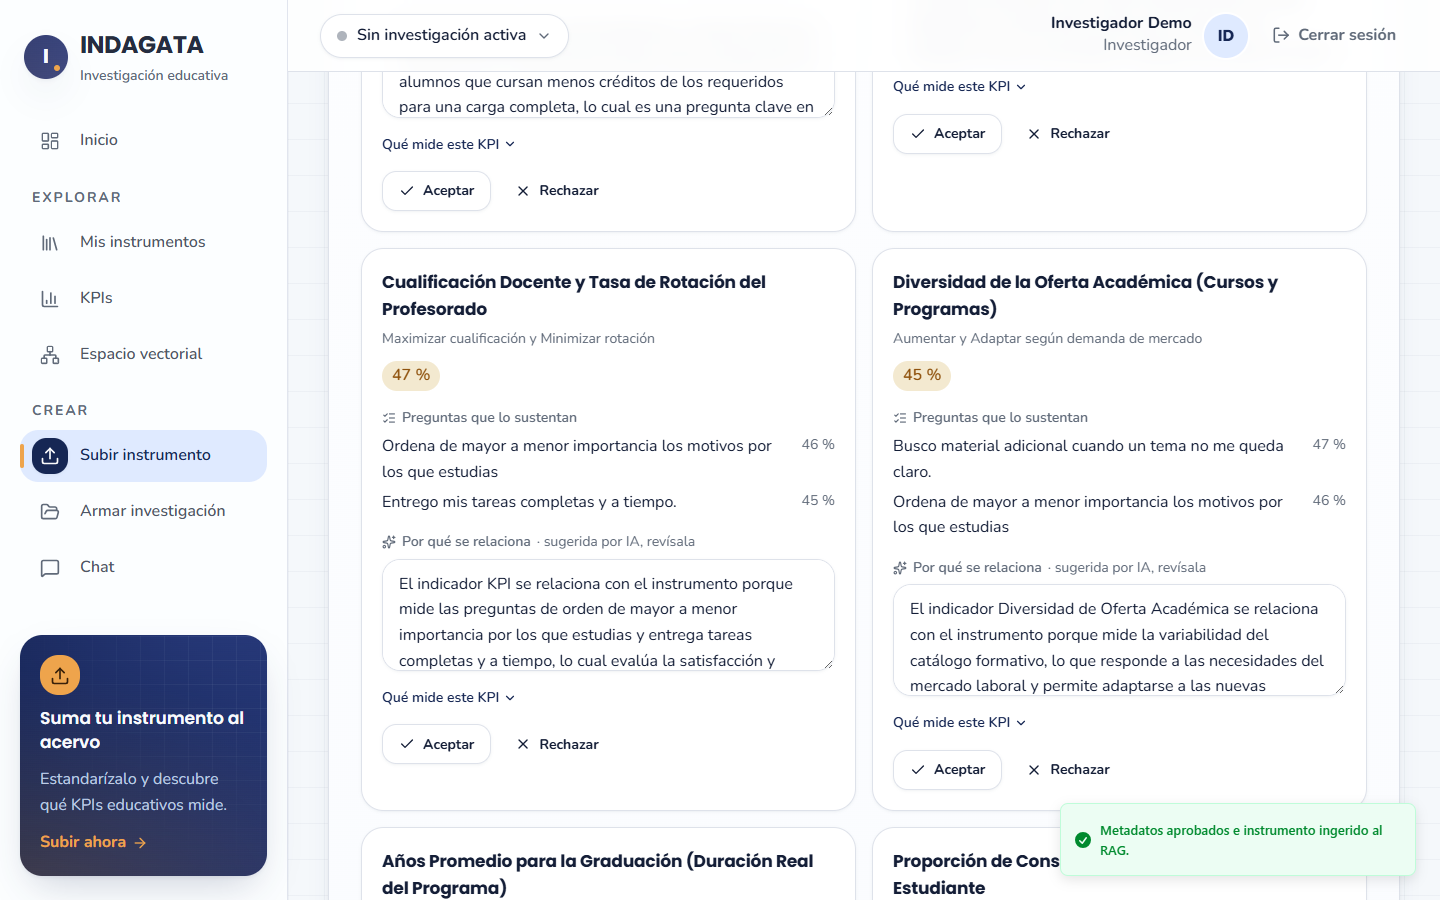 INDAGATA
Investigación educativa
Inicio
EXPLORAR
Mis instrumentos
KPIs
Espacio vectorial
CREAR
Subir instrumento
Armar investigación
Chat
Suma tu instrumento al
acervo
Estandarízalo y descubre
qué KPIs educativos mide.
Subir ahora
Sin investigación activa
Investigador Demo
Investigador
ID
Cerrar sesión
alumnos que cursan menos créditos de los requeridos
para una carga completa, lo cual es una pregunta clave en
Qué mide este KPI
Aceptar
Rechazar
Qué mide este KPI
Aceptar
Rechazar
Cualificación Docente y Tasa de Rotación del
Profesorado
Maximizar cualificación y Minimizar rotación
47 %
Preguntas que lo sustentan
Ordena de mayor a menor importancia los motivos por 46 %
los que estudias
Entrego mis tareas completas y a tiempo. 45 %
Por qué se relaciona · sugerida por IA, revísala
El indicador KPI se relaciona con el instrumento porque
mide las preguntas de orden de mayor a menor
importancia por los que estudias y entrega tareas
completas y a tiempo, lo cual evalúa la satisfacción y
Qué mide este KPI
Aceptar
Rechazar
Diversidad de la Oferta Académica (Cursos y
Programas)
Aumentar y Adaptar según demanda de mercado
45 %
Preguntas que lo sustentan
Busco material adicional cuando un tema no me queda 47 %
claro.
Ordena de mayor a menor importancia los motivos por 46 %
los que estudias
Por qué se relaciona · sugerida por IA, revísala
El indicador Diversidad de Oferta Académica se relaciona
con el instrumento porque mide la variabilidad del
catálogo formativo, lo que responde a las necesidades del
mercado laboral y permite adaptarse a las nuevas
Qué mide este KPI
Aceptar
Rechazar
Años Promedio para la Graduación (Duración Real
del Programa)
Proporción de Cons
Estudiante
Metadatos aprobados e instrumento ingerido al
RAG.